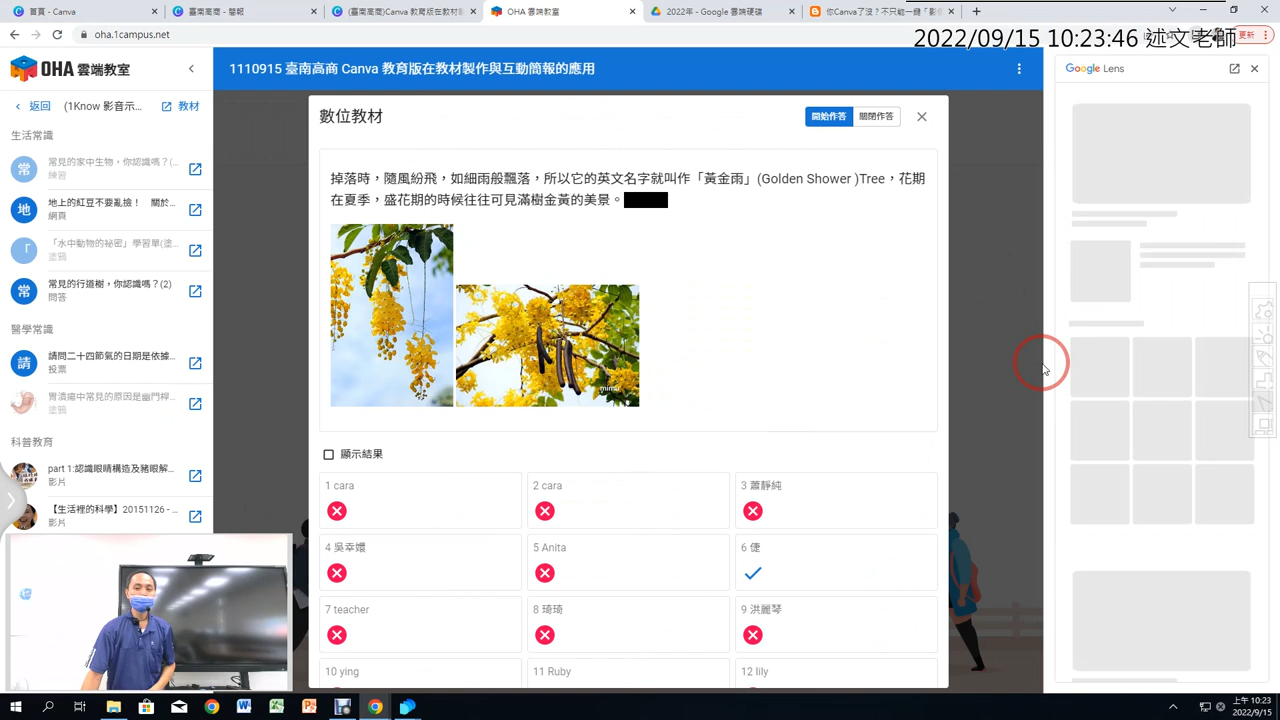 首頁 - Canva
臺南高商 - 簡報
(臺南高商)Canva 教育版在教材製
OHA 雲端教室
2022年 - Google 雲端硬碟
你Canva了沒？不只能一鍵「影
oha.1campus.net
更新
2022/09/15 10:23:46 述文老師
OHA 雲端教室
1110915 臺南高商 Canva 教育版在教材製作與互動簡報的應用
Google Lens
返回
(1Know 影音示...
教材
生活常識
常
常見的家中生物，你認識嗎？(...
練習
地
地上的紅豆不要亂撿！ 關於...
網頁
「
「水中動物的祕密」學習單(塗...
塗鴉
常
常見的行道樹，你認識嗎？(2)
問答
醫學常識
請
請問二十四節氣的日期是依據...
投票
胃潰瘍中常見的原因是幽門桿...
塗鴉
科普教育
part 1:認識眼睛構造及豬眼解...
影片
【生活裡的科學】20151126 - ...
影片
數位教材
開始作答
關閉作答
掉落時，隨風紛飛，如細雨般飄落，所以它的英文名字就叫作「黃金雨」(Golden Shower )Tree，花期
在夏季，盛花期的時候往往可見滿樹金黃的美景。
mimu
顯示結果
1 cara
2 cara
3 蕭靜純
4 吳幸嬛
5 Anita
6 倢
7 teacher
8 琦琦
9 洪麗琴
10 ying
11 Ruby
12 lily
上午 10:23
2022/9/15